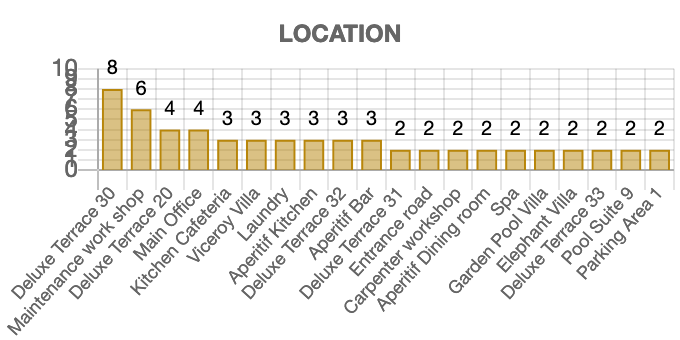 LOCATION
10
9
8
7
6
5
4
3
2
1
0
8
6
4
4
3
3
3
3
3
3
2
2
2
2
2
2
2
2
2
2
Deluxe Terrace 30
Maintenance work shop
Deluxe Terrace 20
Main Office
Kitchen Cafeteria
Viceroy Villa
Laundry
Aperitif Kitchen
Deluxe Terrace 32
Aperitif Bar
Deluxe Terrace 31
Entrance road
Carpenter workshop
Aperitif Dining room
Spa
Garden Pool Villa
Elephant Villa
Deluxe Terrace 33
Pool Suite 9
Parking Area 1